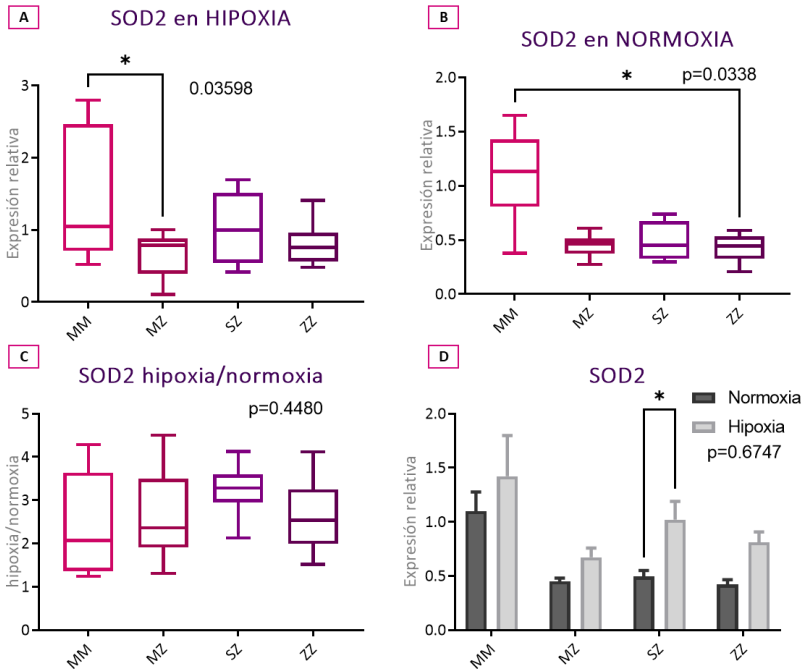 A
SOD2 en HIPOXIA
*
0.03598
Expresión relativa
3
2
1
0
MM
MZ
SZ
ZZ
B
SOD2 en NORMOXIA
*
p=0.0338
Expresión relativa
2.0
1.5
1.0
0.5
0.0
MM
MZ
SZ
ZZ
C
SOD2 hipoxia/normoxia
p=0.4480
hipoxia/normoxia
5
4
3
2
1
0
MM
MZ
SZ
ZZ
D
SOD2
*
Normoxia
Hipoxia
p=0.6747
Expresión relativa
2.0
1.5
1.0
0.5
0.0
MM
MZ
SZ
ZZ